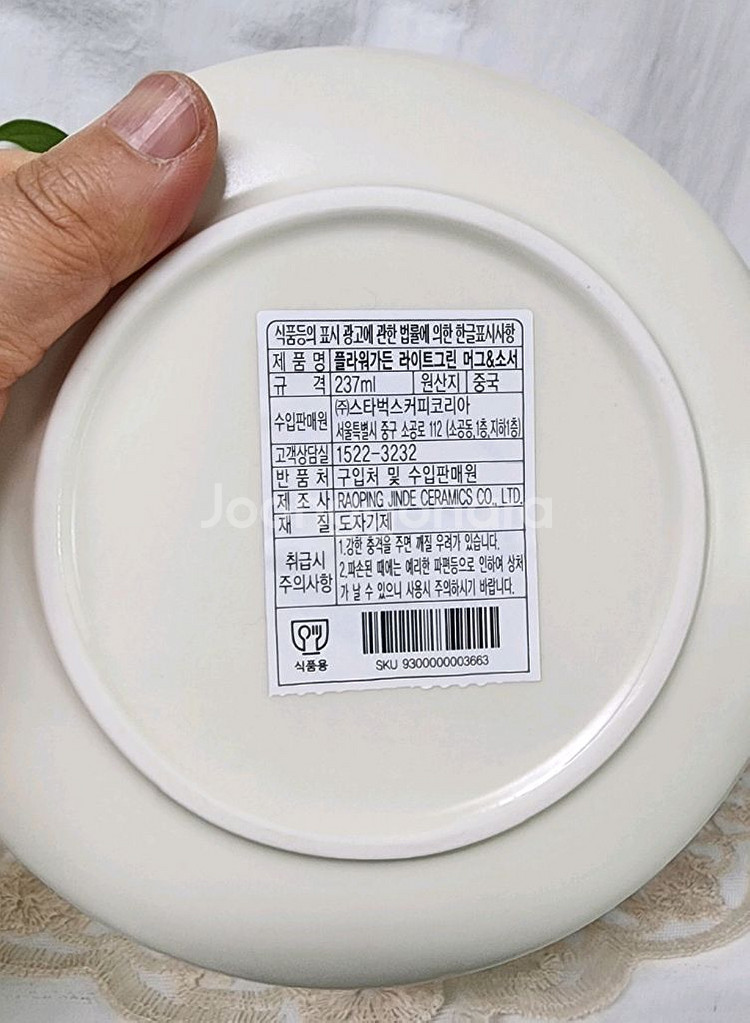 식품등의 표시 광고에 관한 법률에 의한 한글표시사항
제 품 명 플라워가든 라이트그린 머그&소서
규 격 237ml 원산지 중국
수입판매원 ㈜스타벅스커피코리아
서울특별시 중구 소공로 112 (소공동,1층,지하1층)
고객상담실 1522-3232
반 품 처 구입처 및 수입판매원
제 조 사 RAOPING JINDE CERAMICS CO., LTD.
재 질 도자기제
취급시 주의사항 1.강한 충격을 주면 깨질 우려가 있습니다.
2.파손된 때에는 예리한 파편등으로 인하여 상처
가 날 수 있으니 사용시 주의하시기 바랍니다.
식품용
SKU 9300000003663